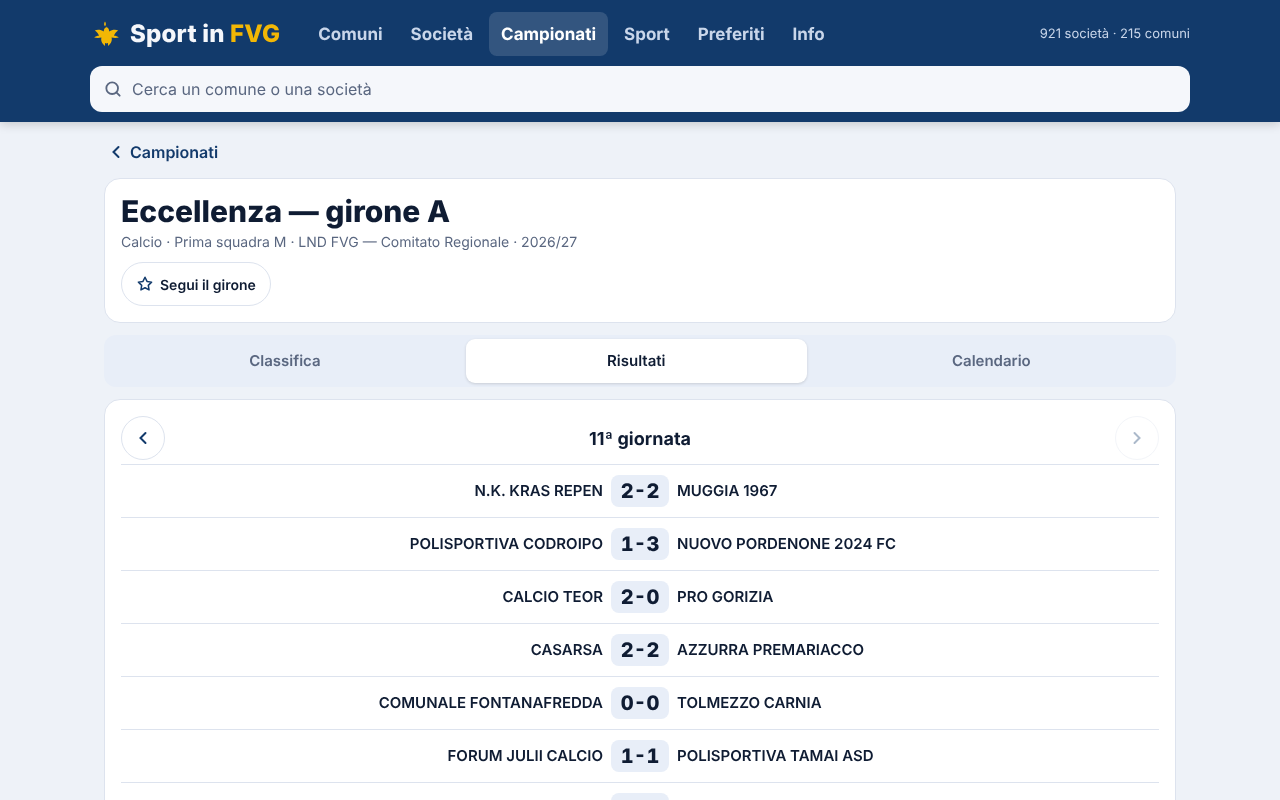 Sport in FVG
Comuni
Società
Campionati
Sport
Preferiti
Info
921 società · 215 comuni
Cerca un comune o una società
Campionati
Eccellenza — girone A
Calcio · Prima squadra M · LND FVG — Comitato Regionale · 2026/27
Segui il girone
Classifica
Risultati
Calendario
11ª giornata
N.K. KRAS REPEN 2-2 MUGGIA 1967
POLISPORTIVA CODROIPO 1-3 NUOVO PORDENONE 2024 FC
CALCIO TEOR 2-0 PRO GORIZIA
CASARSA 2-2 AZZURRA PREMARIACCO
COMUNALE FONTANAFREDDA 0-0 TOLMEZZO CARNIA
FORUM JULII CALCIO 1-1 POLISPORTIVA TAMAI ASD